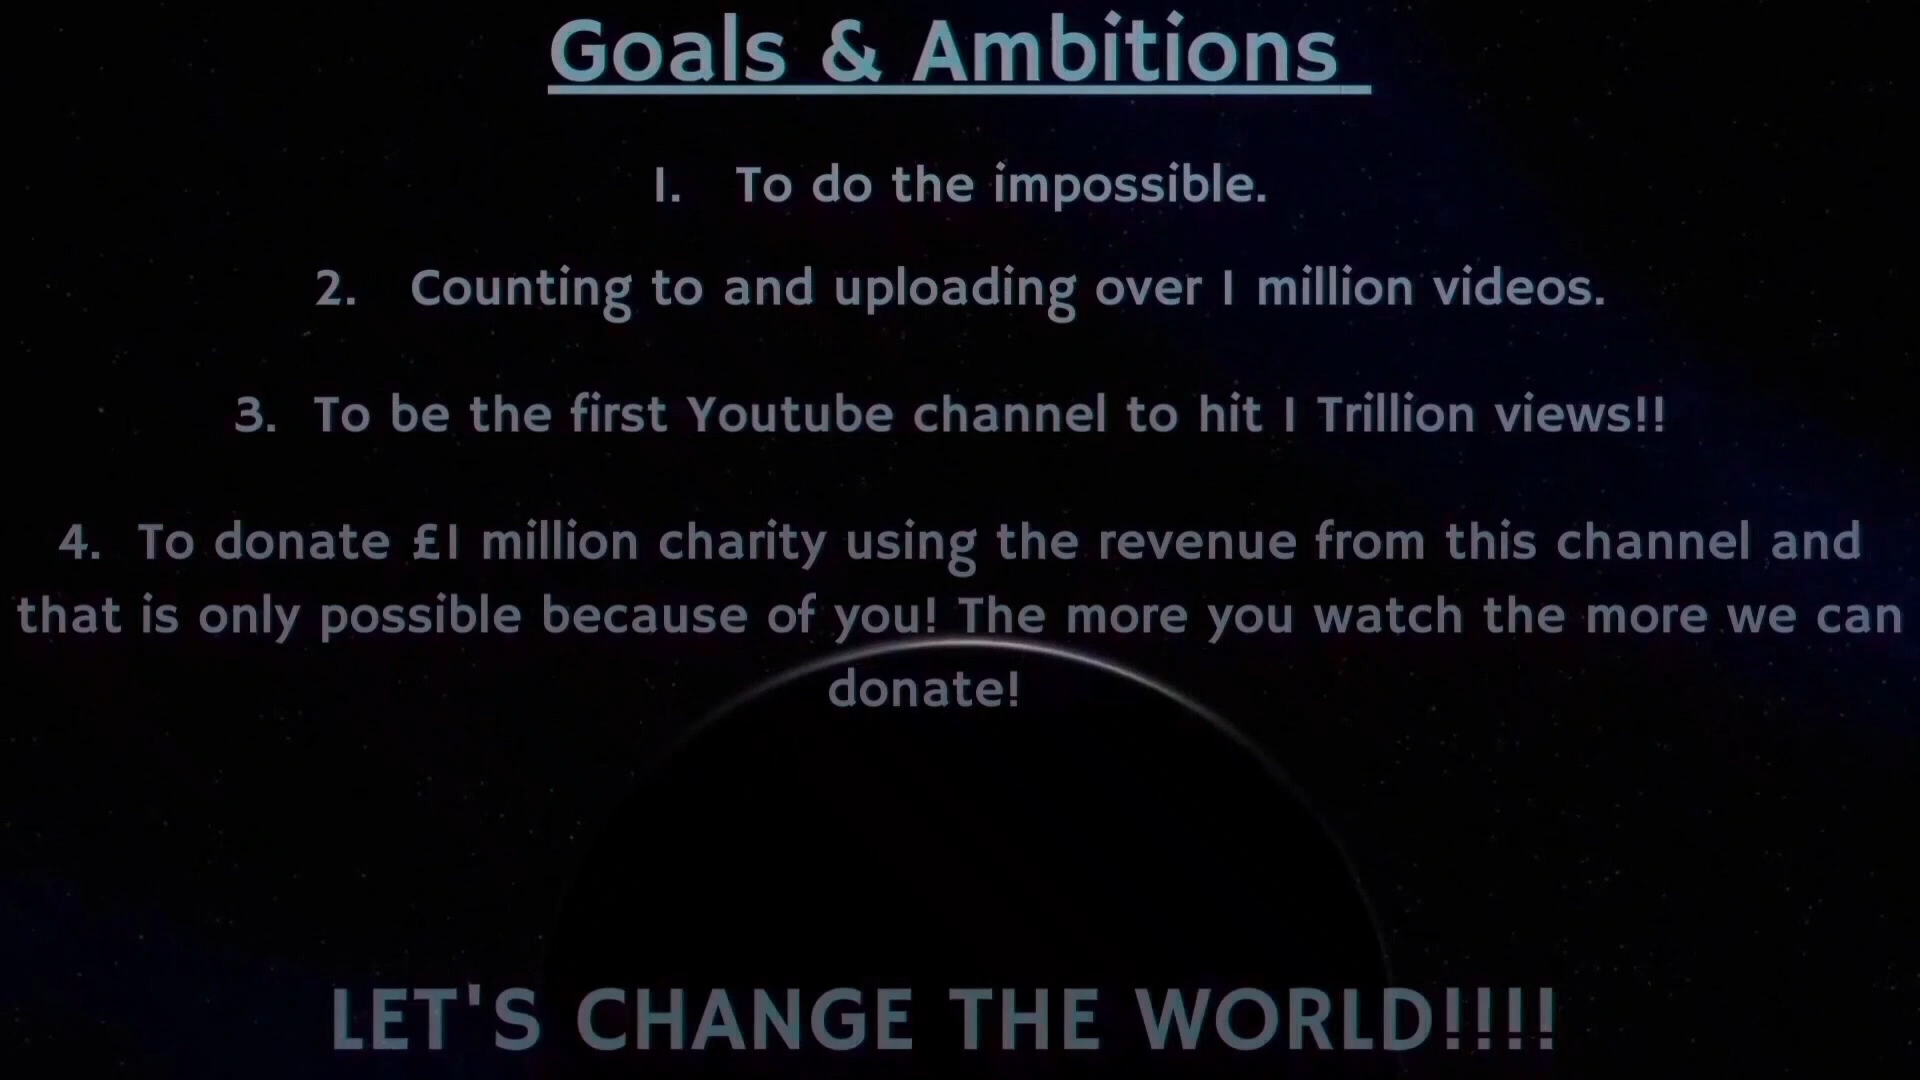 Goals & Ambitions
1. To do the impossible.
2. Counting to and uploading over 1 million videos.
3. To be the first Youtube channel to hit 1 Trillion views!!
4. To donate £1 million charity using the revenue from this channel and
that is only possible because of you! The more you watch the more we can
donate!
LET'S CHANGE THE WORLD!!!!